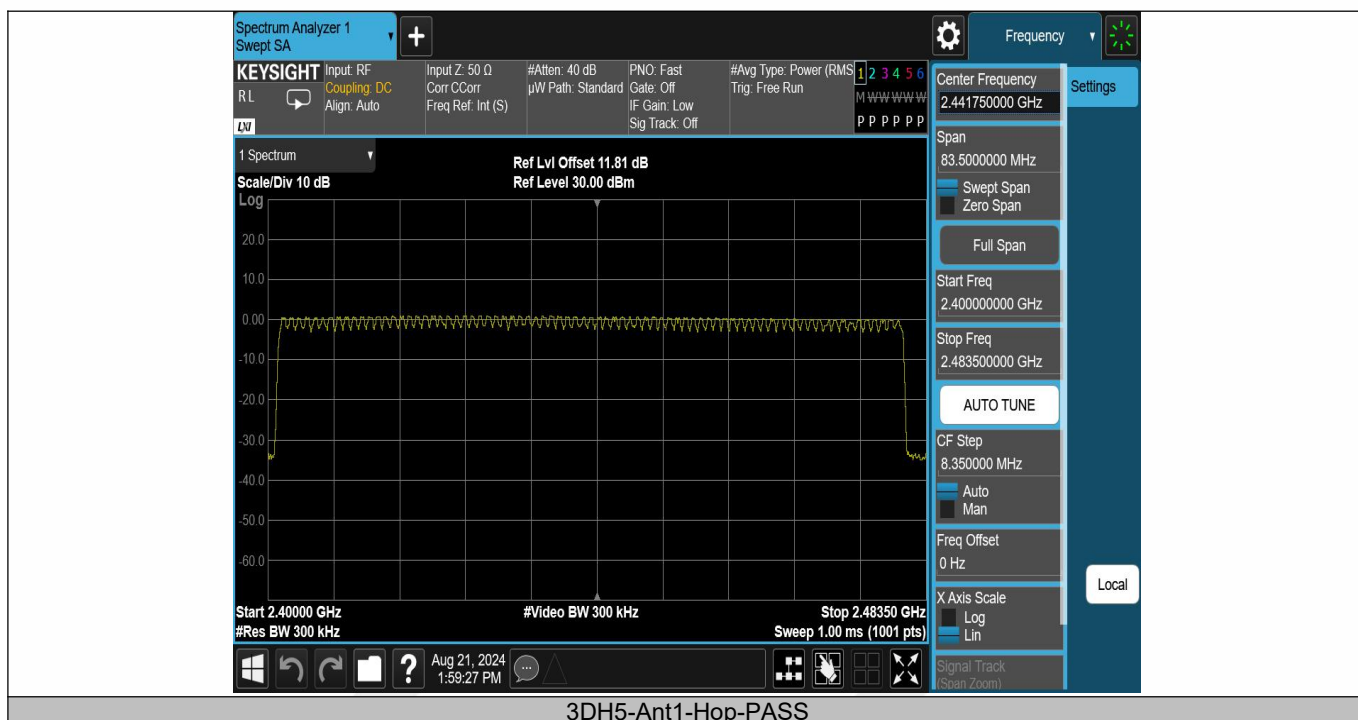 Spectrum Analyzer 1
Swept SA
Frequency
KEYSIGHT
Input: RF
Input Z: 50 Ω
#Atten: 40 dB
PNO: Fast
#Avg Type: Power (RMS
1 2 3 4 5 6
R L
Coupling: DC
Corr CCorr
µW Path: Standard
Gate: Off
Trig: Free Run
M W W W W W
Align: Auto
Freq Ref: Int (S)
IF Gain: Low
LXI
Sig Track: Off
P P P P P P
Center Frequency
2.441750000 GHz
Settings
1 Spectrum
Ref Lvl Offset 11.81 dB
Scale/Div 10 dB
Ref Level 30.00 dBm
Log
20.0
10.0
0.00
-10.0
-20.0
-30.0
-40.0
-50.0
-60.0
Start 2.40000 GHz
#Video BW 300 kHz
Stop 2.48350 GHz
#Res BW 300 kHz
Sweep 1.00 ms (1001 pts)
Span
83.5000000 MHz
Swept Span
Zero Span
Full Span
Start Freq
2.400000000 GHz
Stop Freq
2.483500000 GHz
AUTO TUNE
CF Step
8.350000 MHz
Auto
Man
Freq Offset
0 Hz
X Axis Scale
Log
Lin
Signal Track
(Span Zoom)
Local
?
Aug 21, 2024
1:59:27 PM
3DH5-Ant1-Hop-PASS